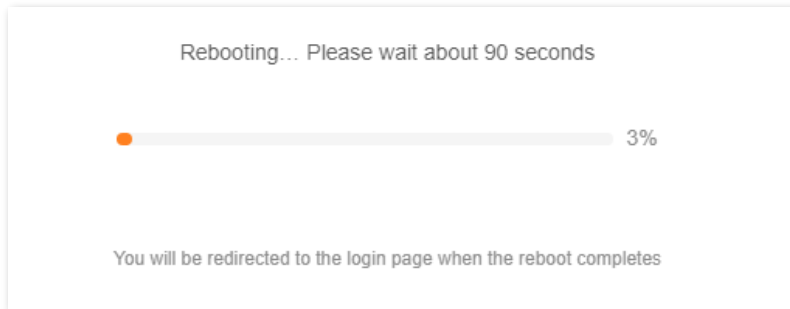 Rebooting... Please wait about 90 seconds
3%
You will be redirected to the login page when the reboot completes